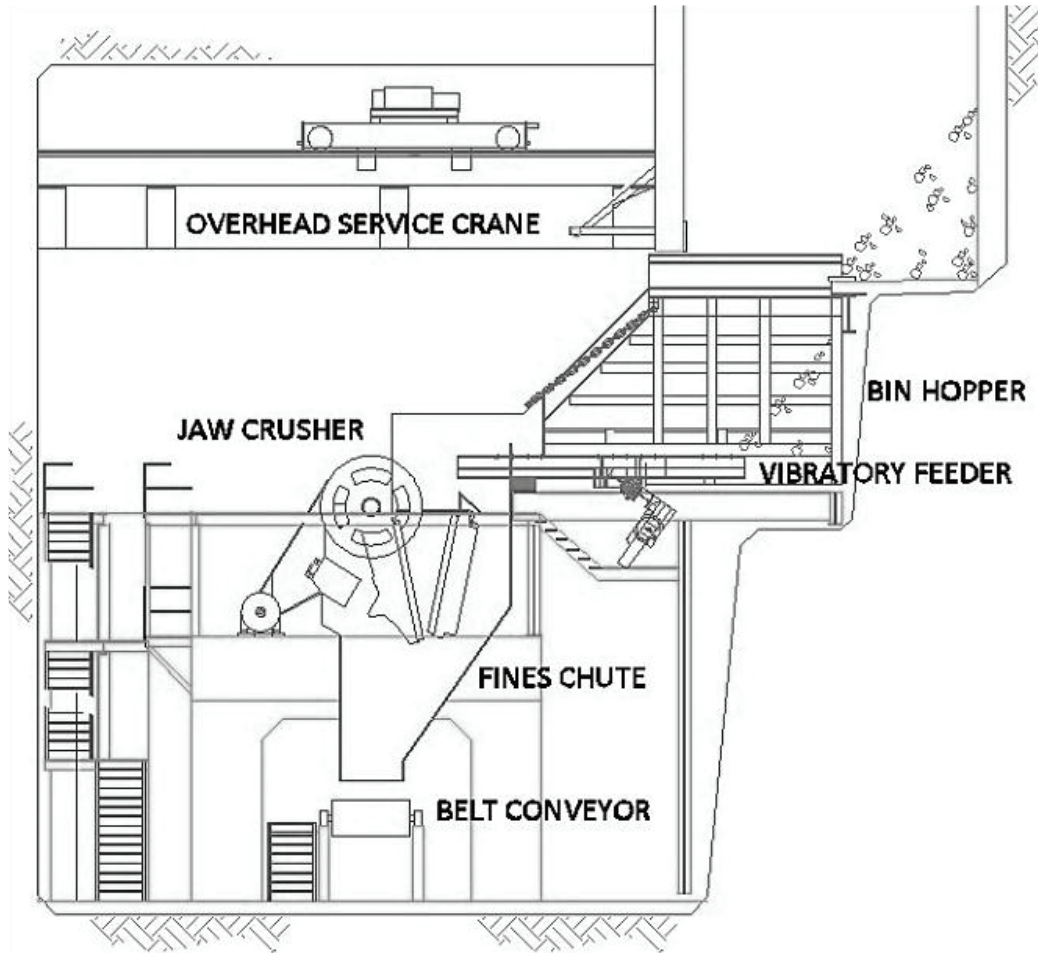 OVERHEAD SERVICE CRANE
BIN HOPPER
JAW CRUSHER
VIBRATORY FEEDER
FINES CHUTE
BELT CONVEYOR